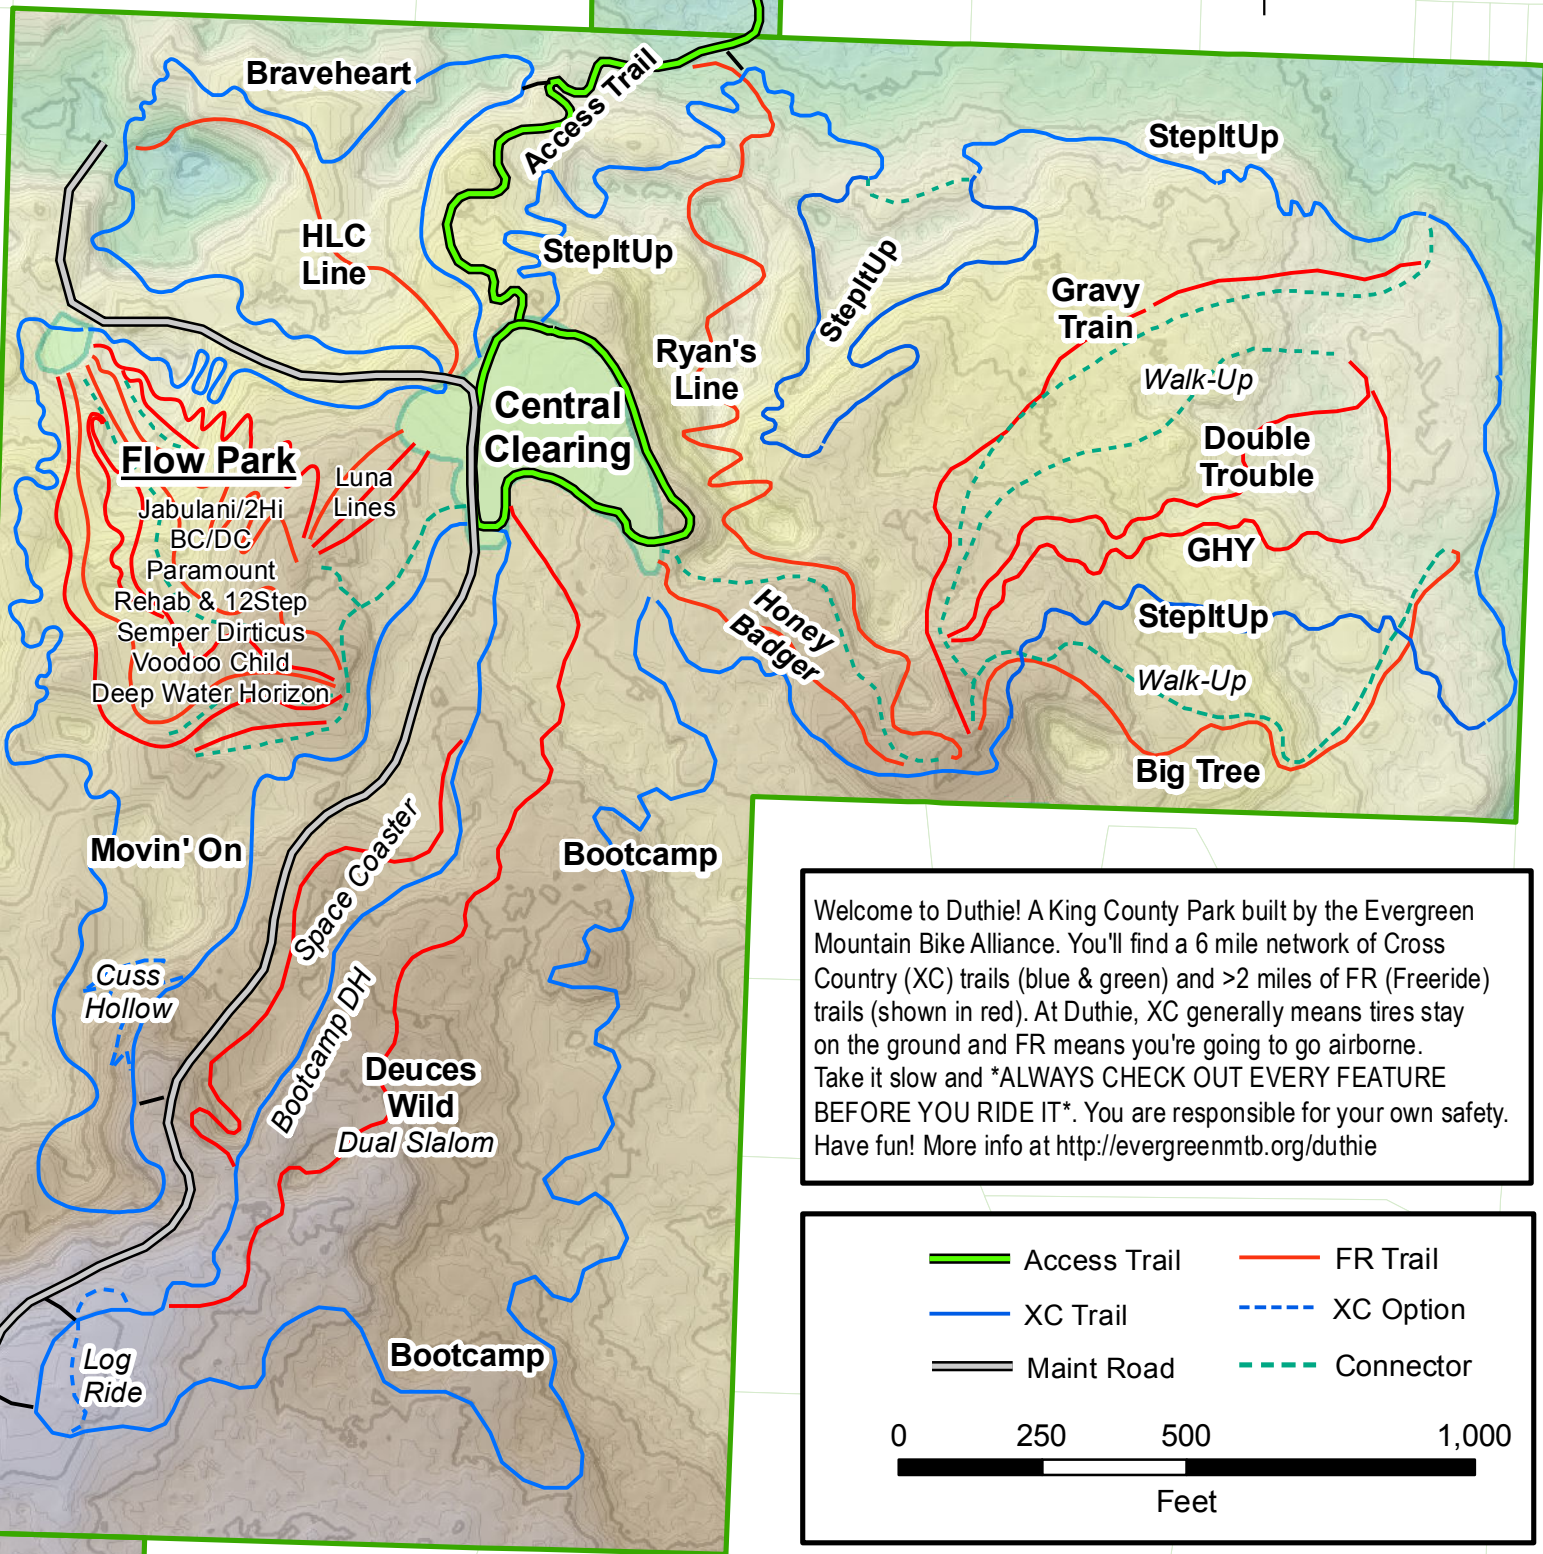 Braveheart
Access Trail
StepItUp
HLC
Line
StepItUp
StepItUp
Gravy
Train
Ryan's
Line
Walk-Up
Central
Clearing
Double
Trouble
Flow Park
Luna
Lines
Jabulani/2Hi
BC/DC
Paramount
Rehab & 12Step
Semper Dirticus
Voodoo Child
Deep Water Horizon
GHY
StepItUp
Honey
Badger
Walk-Up
Big Tree
Movin' On
Space Coaster
Bootcamp
Cuss
Hollow
Bootcamp DH
Deuces
Wild
Dual Slalom
Bootcamp
Log
Ride
Welcome to Duthie! A King County Park built by the Evergreen
Mountain Bike Alliance. You'll find a 6 mile network of Cross
Country (XC) trails (blue & green) and >2 miles of FR (Freeride)
trails (shown in red). At Duthie, XC generally means tires stay
on the ground and FR means you're going to go airborne.
Take it slow and *ALWAYS CHECK OUT EVERY FEATURE
BEFORE YOU RIDE IT*. You are responsible for your own safety.
Have fun! More info at http://evergreenmtb.org/duthie
Access Trail
FR Trail
XC Trail
XC Option
Maint Road
Connector
0 250 500 1,000
Feet